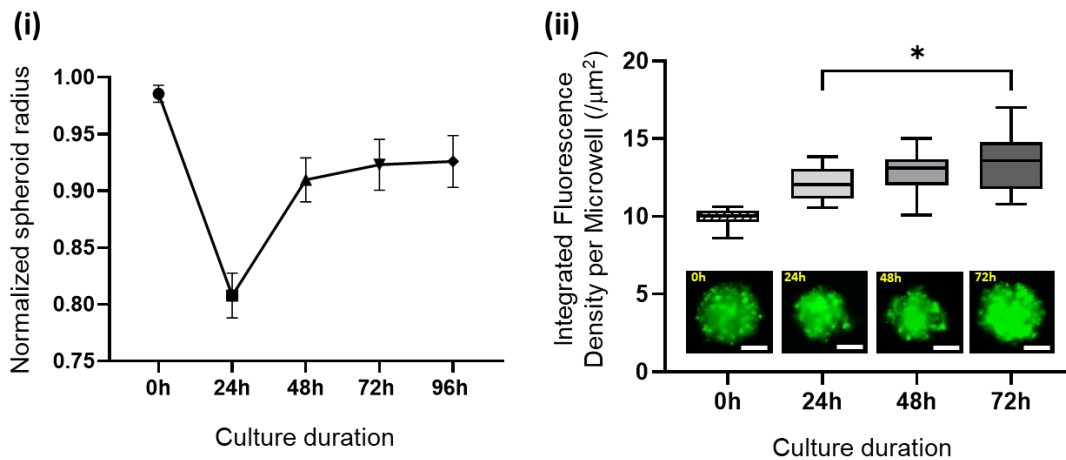 (i)
Normalized spheroid radius
1.00
0.95
0.90
0.85
0.80
0.75
0h 24h 48h 72h 96h
Culture duration
(ii)
Integrated Fluorescence
Density per Microwell (/μm²)
20
15
10
5
0
*
0h 24h 48h 72h
0h 24h 48h 72h
Culture duration